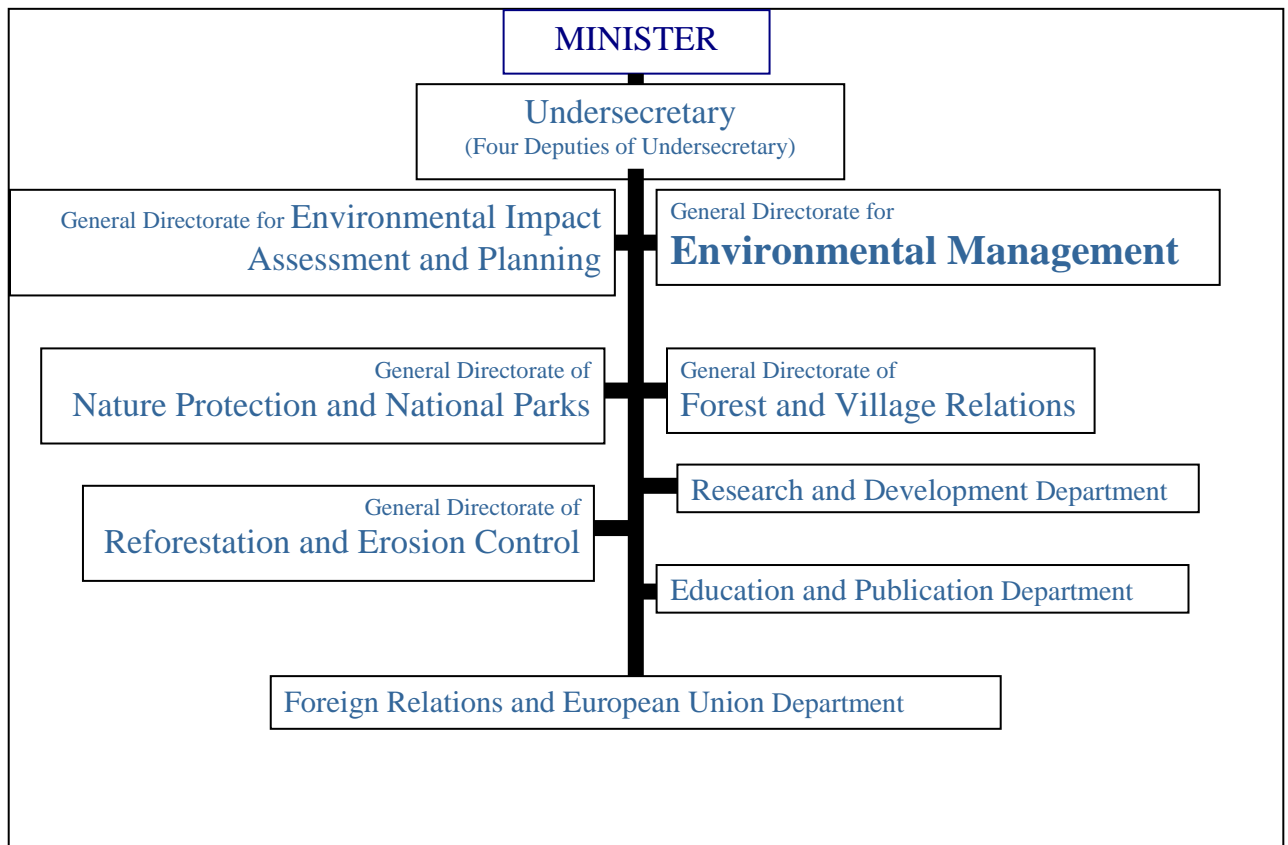 MINISTER
Undersecretary
(Four Deputies of Undersecretary)
General Directorate for Environmental Impact
Assessment and Planning
General Directorate for
Environmental Management
General Directorate of
Nature Protection and National Parks
General Directorate of
Forest and Village Relations
Research and Development Department
General Directorate of
Reforestation and Erosion Control
Education and Publication Department
Foreign Relations and European Union Department